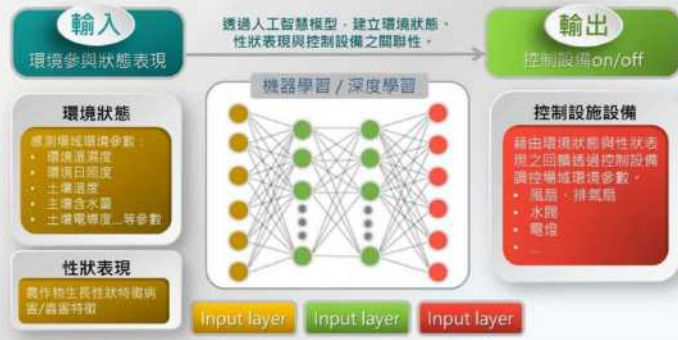 輸入
環境參與狀態表現
透過人工智慧模型，建立環境狀態、
性狀表現與控制設備之關聯性。
輸出
控制設備on/off
環境狀態
感測場域環境參數：
• 環境溫濕度
• 環境日照度
• 土壤溫度
• 土壤含水量
• 土壤電導度...等參數
性狀表現
農作物生長性狀特徵病
害/蟲害特徵
機器學習 / 深度學習
Input layer
Input layer
Input layer
控制設施設備
藉由環境狀態與性狀表
現之回饋透過控制設備
調控場域環境參數。
• 風扇、排氣扇
• 水閥
• 電燈
• ...